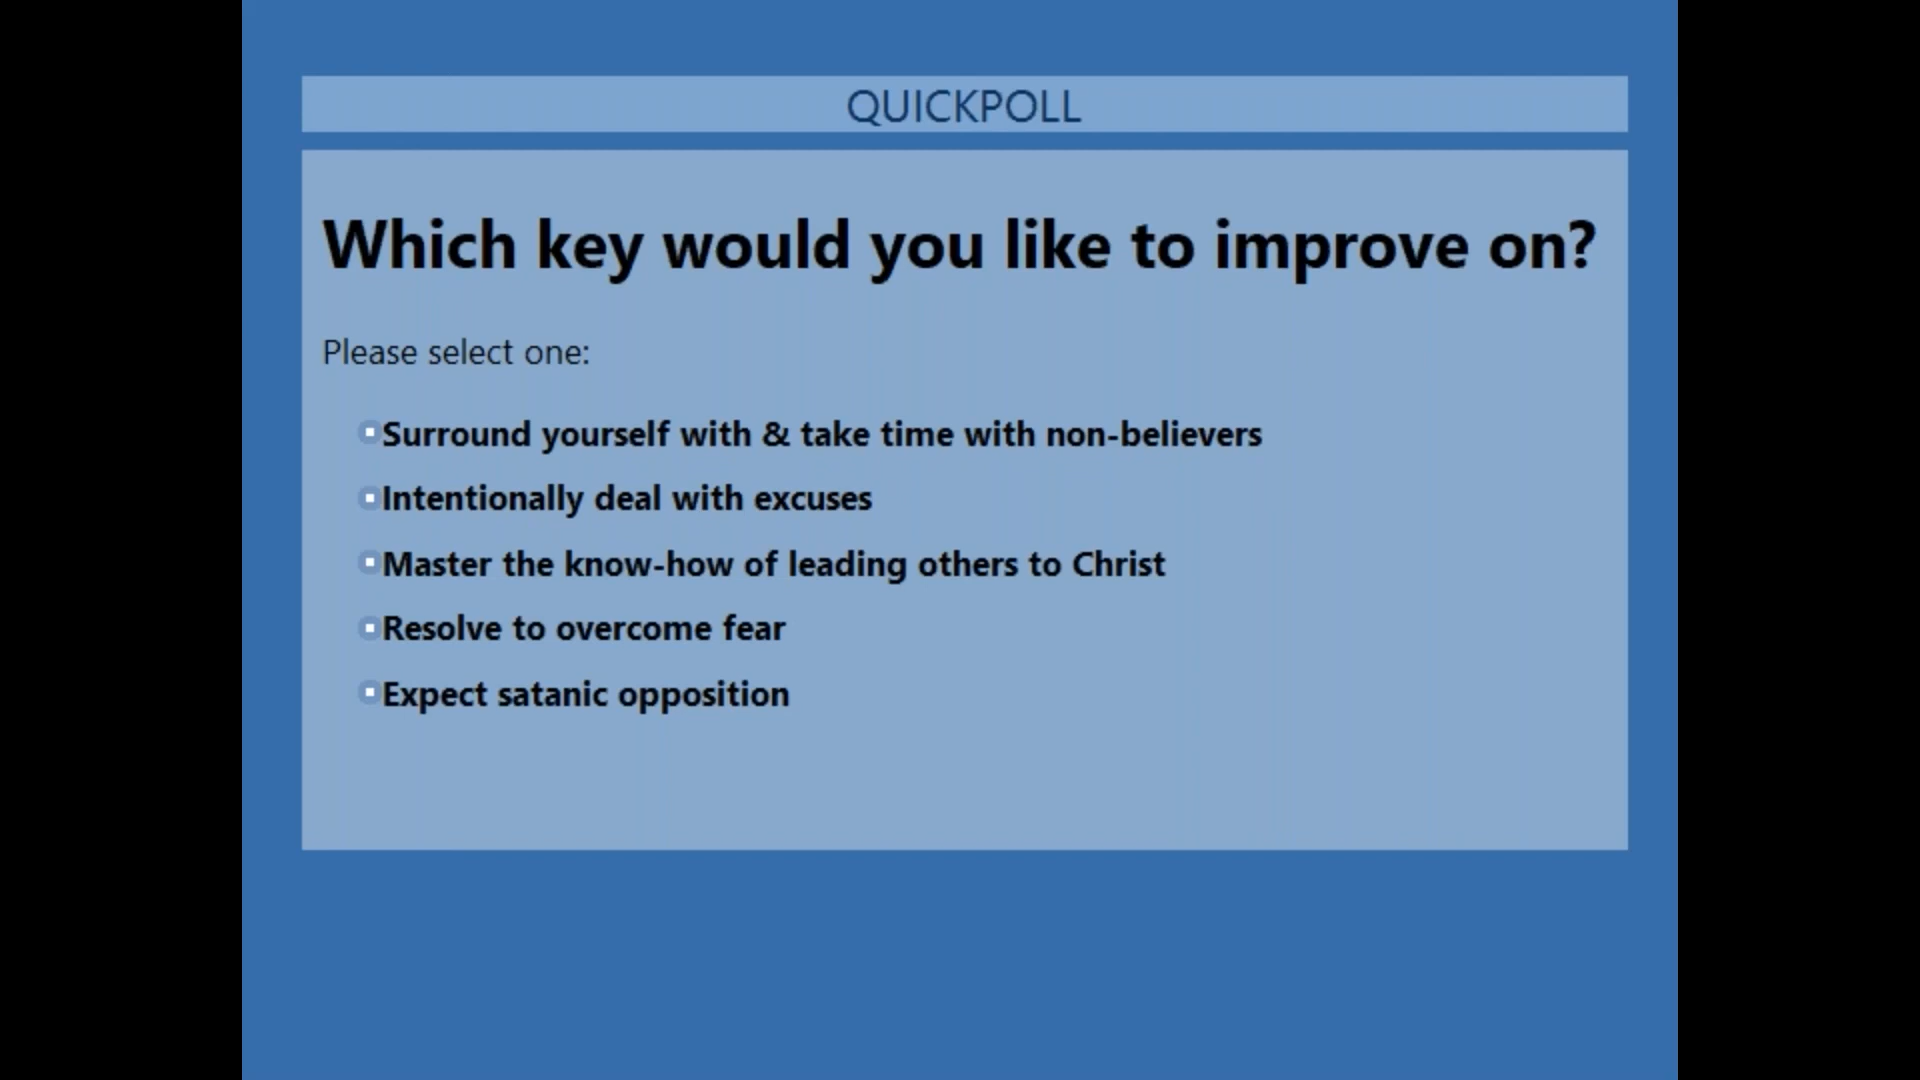 QUICKPOLL
Which key would you like to improve on?
Please select one:
Surround yourself with & take time with non-believers
Intentionally deal with excuses
Master the know-how of leading others to Christ
Resolve to overcome fear
Expect satanic opposition